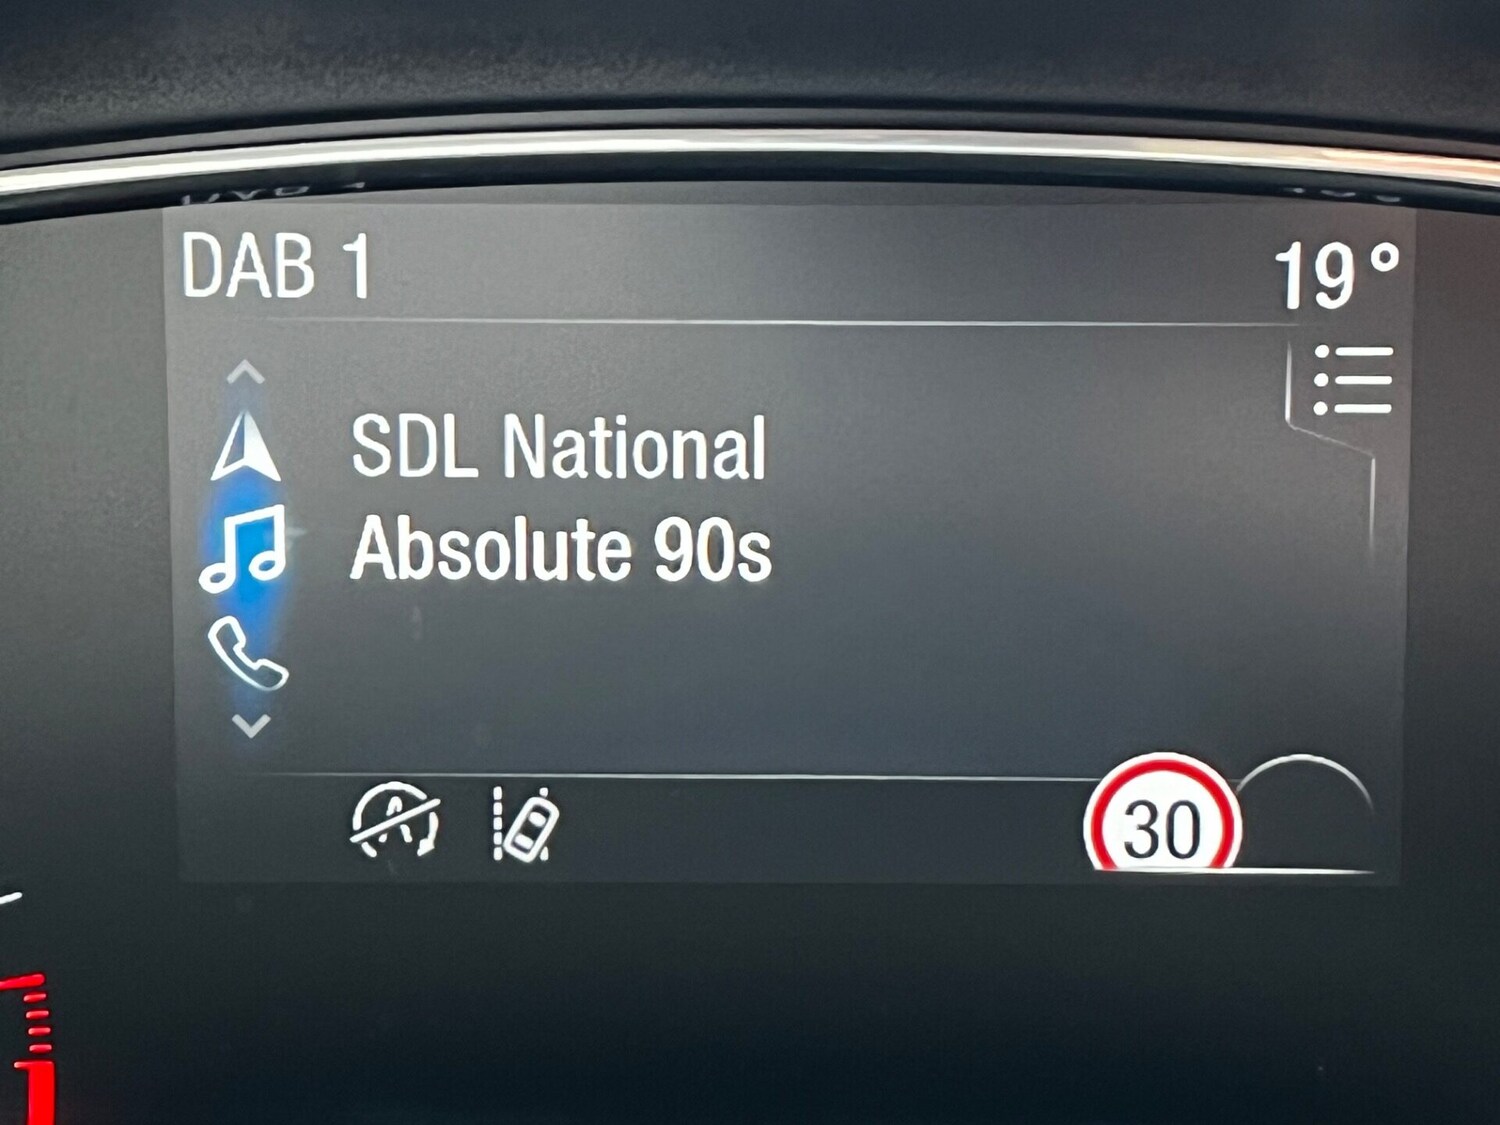 DAB 1
19°
SDL National
Absolute 90s
A
30